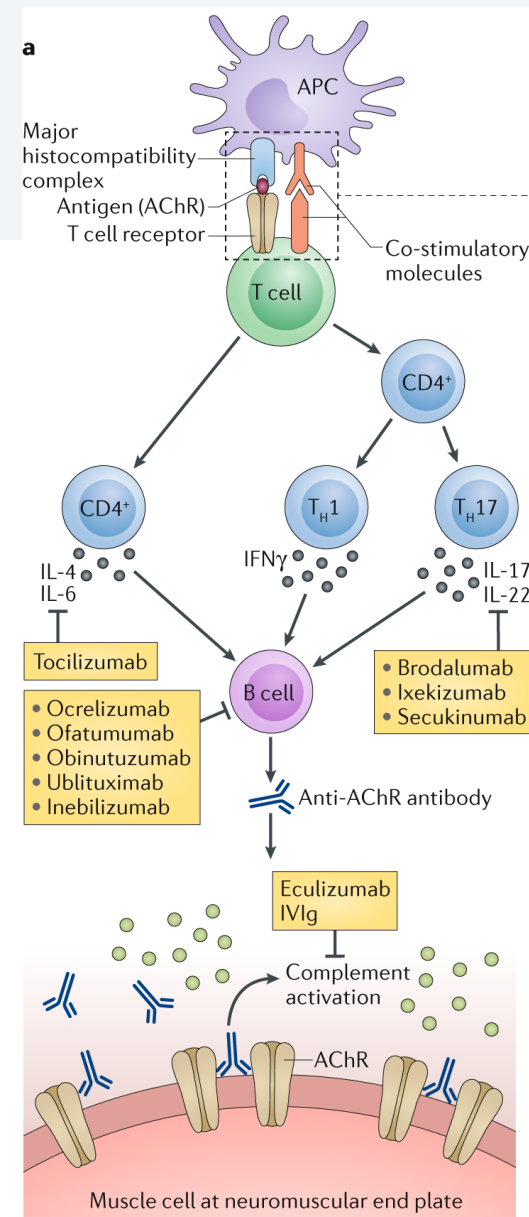 a
APC
Major
histocompatibility
complex
Antigen (AChR)
T cell receptor
Co-stimulatory
molecules
T cell
CD4⁺
CD4⁺
T_H1
T_H17
IL-4
IL-6
IFNγ
IL-17
IL-22
Tocilizumab
• Brodalumab
• Ixekizumab
• Secukinumab
B cell
• Ocrelizumab
• Ofatumumab
• Obinutuzumab
• Ublituximab
• Inebilizumab
Anti-AChR antibody
Eculizumab
IVIg
Complement
activation
AChR
Muscle cell at neuromuscular end plate